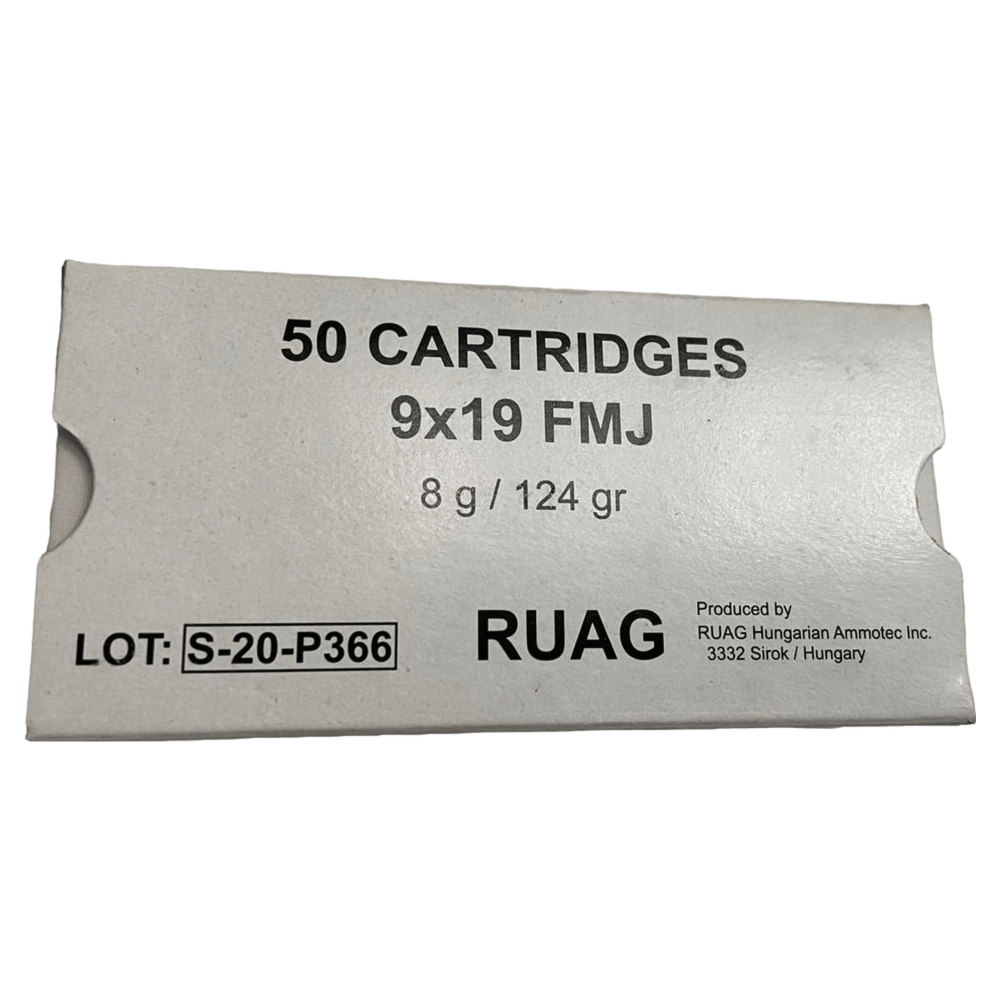 50 CARTRIDGES
9x19 FMJ
8 g / 124 gr
LOT: S-20-P366
RUAG
Produced by
RUAG Hungarian Ammotec Inc.
3332 Sirok / Hungary